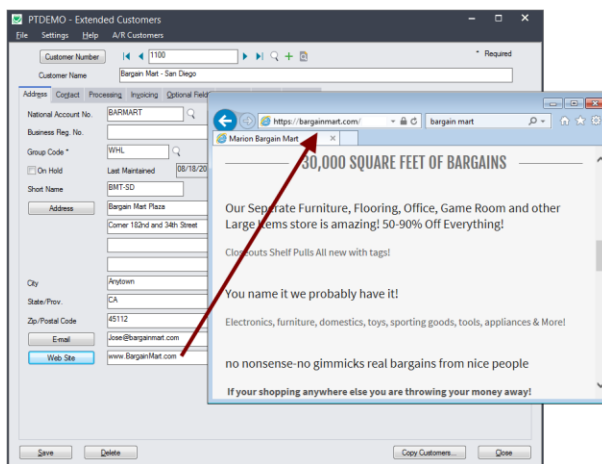 PTDEMO - Extended Customers
File Settings Help A/R Customers
Customer Number 1100 * Required
Customer Name Bargain Mart - San Diego
Address Contact Processing Invoicing Optional Field
National Account No. BARMART
Business Reg. No.
Group Code * WHL
On Hold Last Maintained 08/18/20
Short Name BMT-SD
Address Bargain Mart Plaza
Corner 182nd and 34th Street
City Anytown
State/Prov. CA
Zip/Postal Code 45112
E-mail Jose@bargainmart.com
Web Site www.BargainMart.com
Save Delete Copy Customers... Close
https://bargainmart.com/ bargain mart
Marion Bargain Mart
30,000 SQUARE FEET OF BARGAINS
Our Seperate Furniture, Flooring, Office, Game Room and other
Large Items store is amazing! 50-90% Off Everything!
Closeouts Shelf Pulls All new with tags!
You name it we probably have it!
Electronics, furniture, domestics, toys, sporting goods, tools, appliances & More!
no nonsense-no gimmicks real bargains from nice people
If your shopping anywhere else you are throwing your money away!